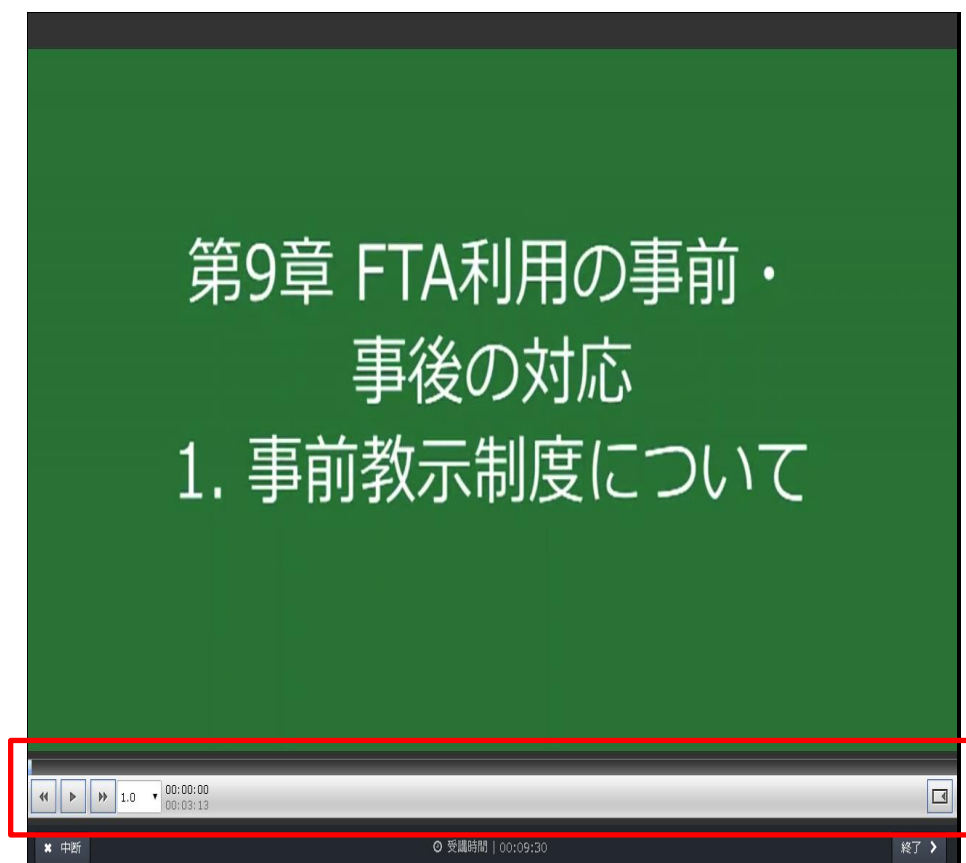 第9章 FTA利用の事前・
事後の対応
1. 事前教示制度について
1.0
00:00:00
00:03:13
中断
受講時間 | 00:09:30
終了